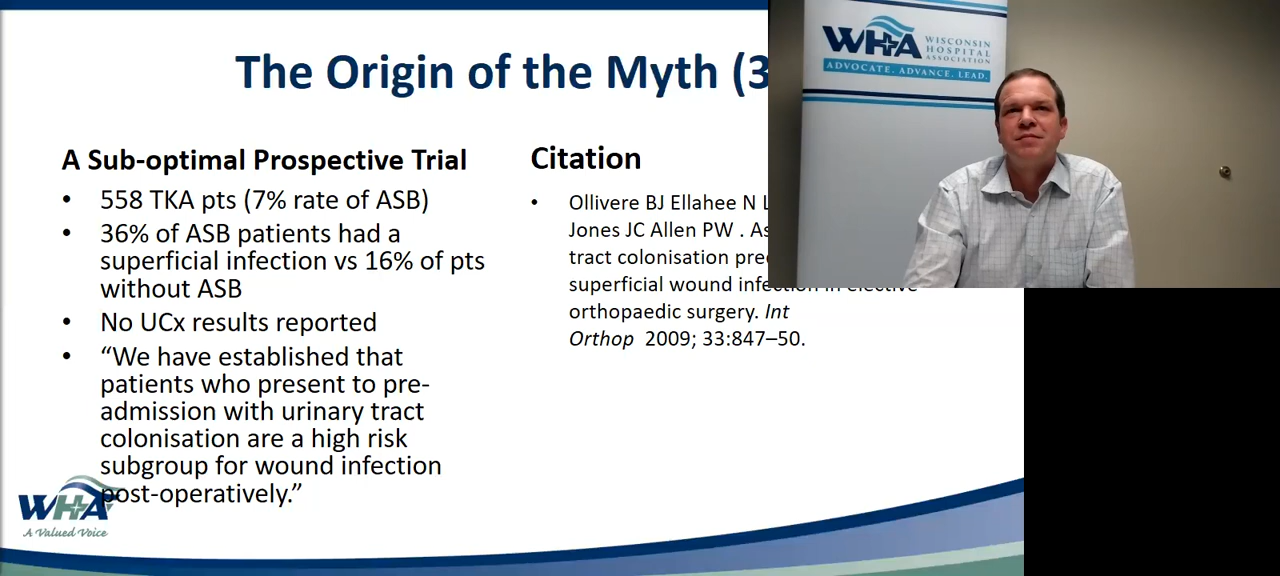 The Origin of the Myth (3
A Sub-optimal Prospective Trial
• 558 TKA pts (7% rate of ASB)
• 36% of ASB patients had a
superficial infection vs 16% of pts
without ASB
• No UCx results reported
• “We have established that
patients who present to pre-
admission with urinary tract
colonisation are a high risk
subgroup for wound infection
post-operatively.”
Citation
• Ollivere BJ Ellahee N L
Jones JC Allen PW . As
tract colonisation pre
superficial wound infection in elective
orthopaedic surgery. Int
Orthop 2009; 33:847–50.
WHA
A Valued Voice
WHA
WISCONSIN
HOSPITAL
ASSOCIATION
ADVOCATE. ADVANCE. LEAD.